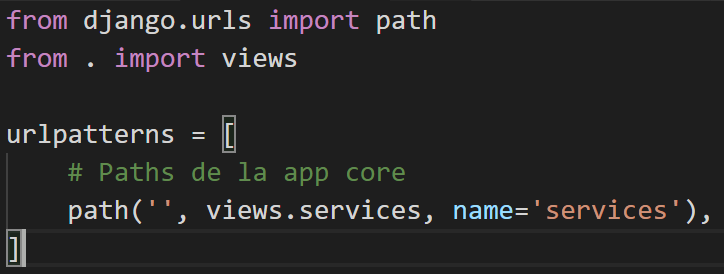 from django.urls import path
from . import views
urlpatterns = [
# Paths de la app core
path('', views.services, name='services'),
]